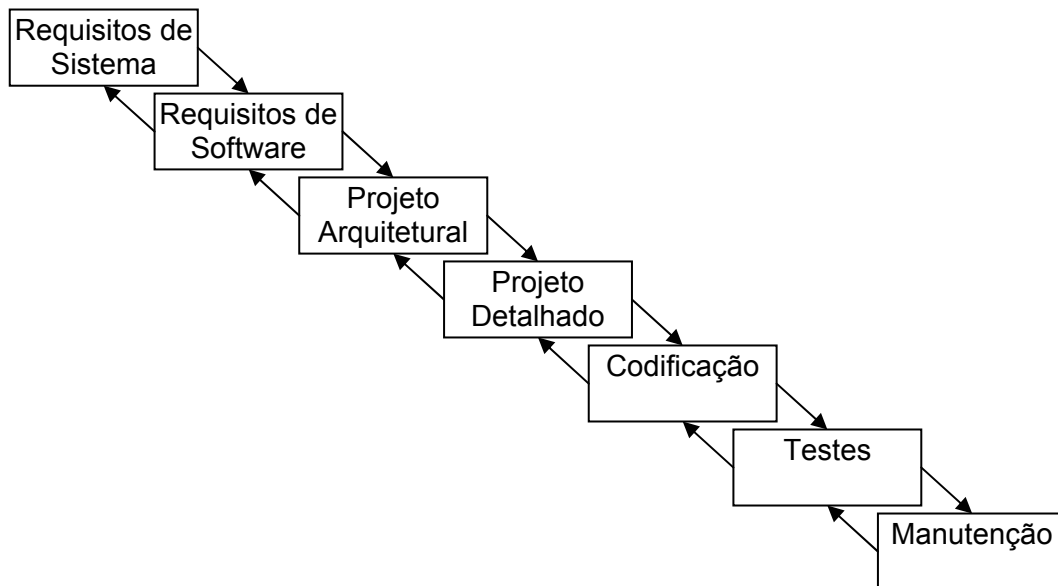 Requisitos de
Sistema
Requisitos de
Software
Projeto
Arquitetural
Projeto
Detalhado
Codificação
Testes
Manutenção